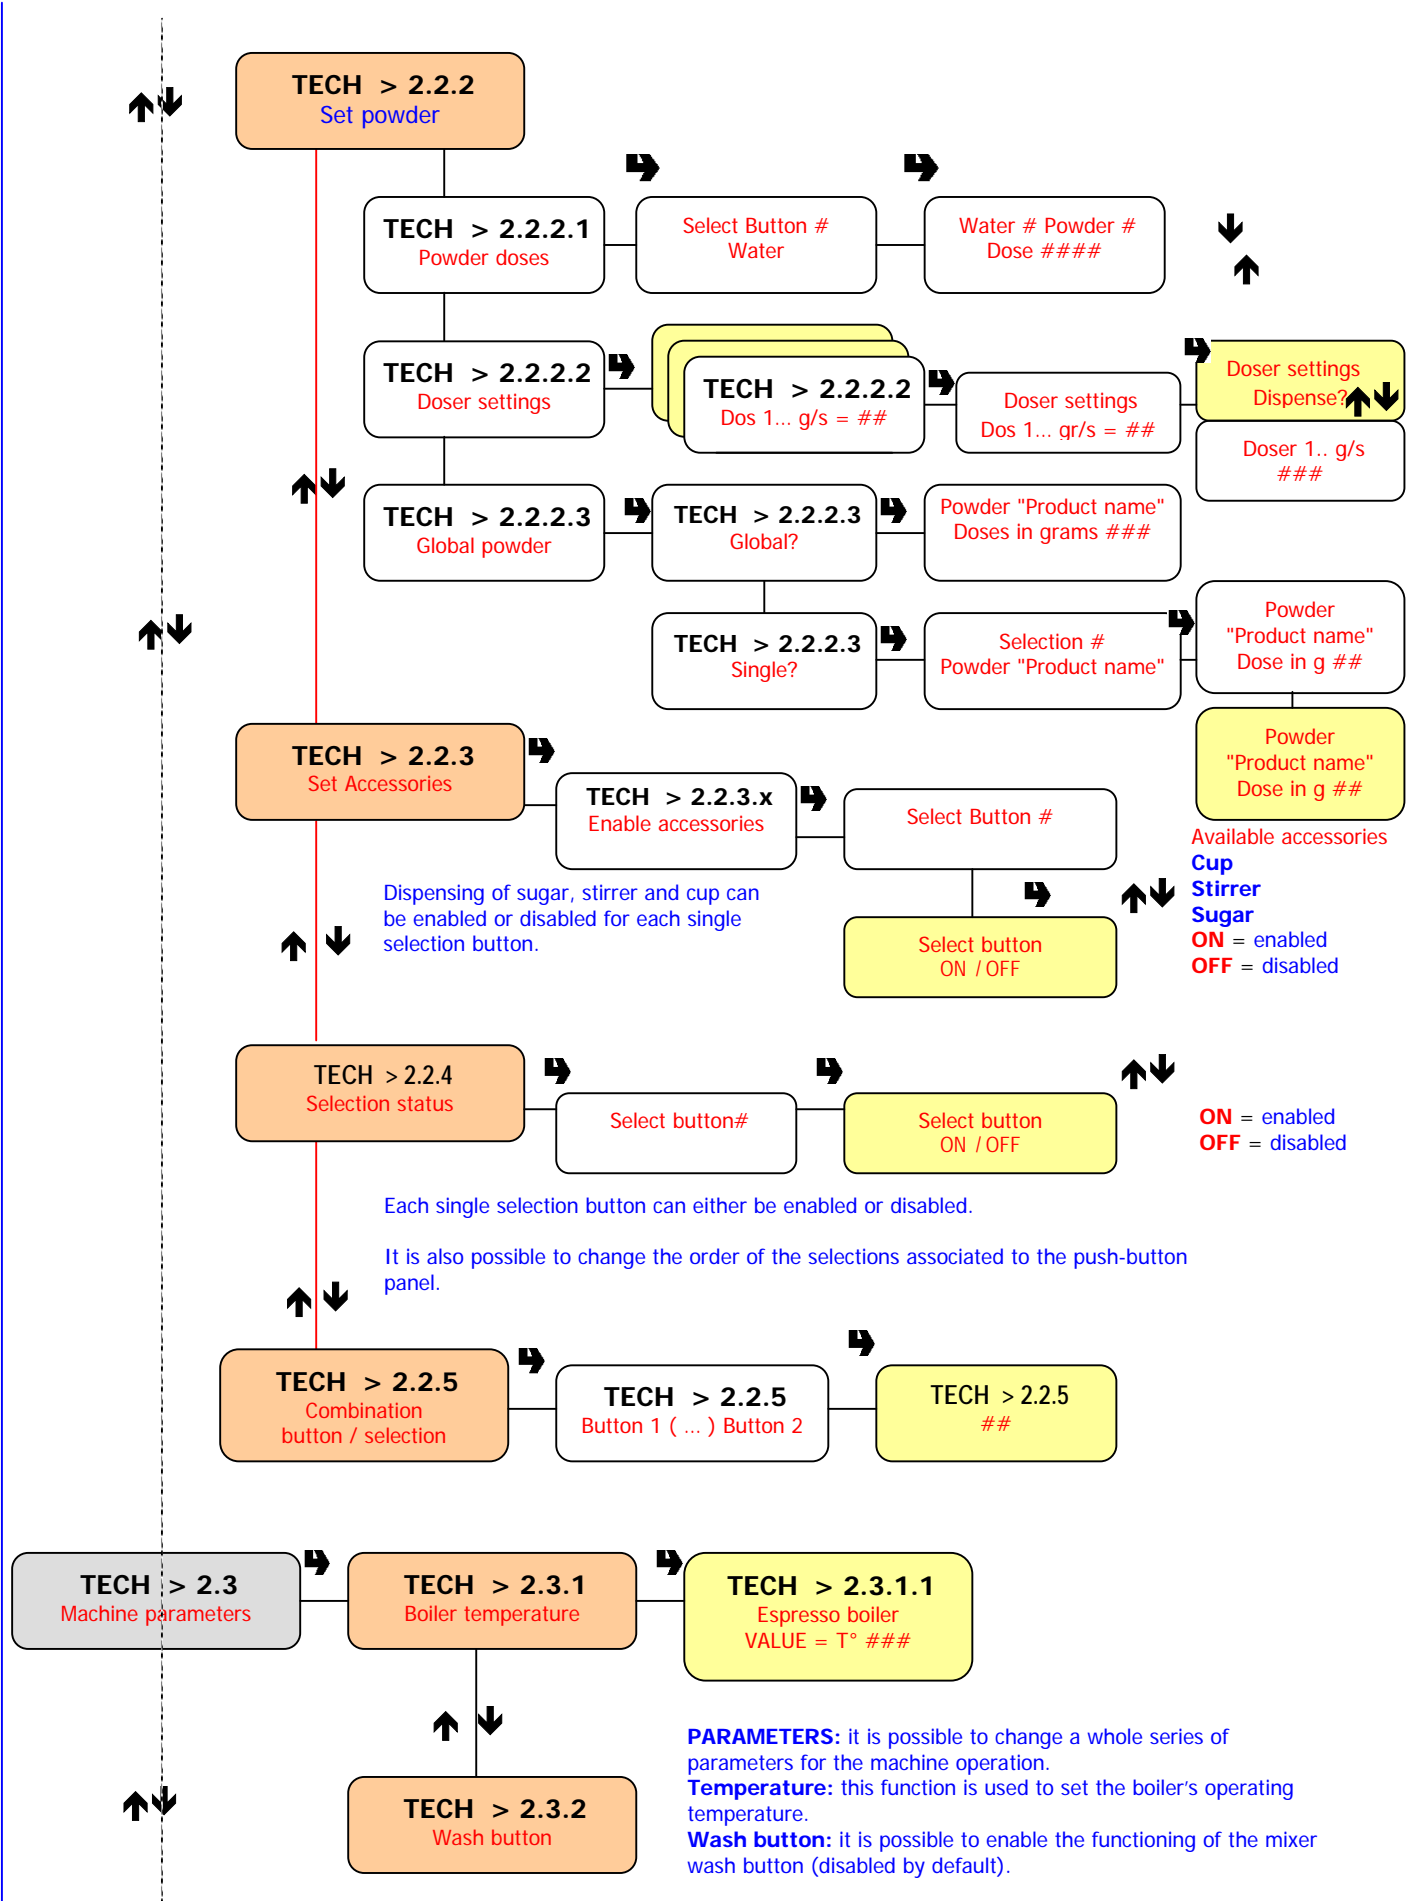 TECH > 2.2.2
Set powder
TECH > 2.2.2.1
Powder doses
Select Button #
Water
Water # Powder #
Dose ####
TECH > 2.2.2.2
Doser settings
TECH > 2.2.2.2
Dos 1... g/s = ##
Doser settings
Dos 1... gr/s = ##
Doser settings
Dispense?
Doser 1.. g/s
###
TECH > 2.2.2.3
Global powder
TECH > 2.2.2.3
Global?
Powder "Product name"
Doses in grams ###
TECH > 2.2.2.3
Single?
Selection #
Powder "Product name"
Powder
"Product name"
Dose in g ##
Powder
"Product name"
Dose in g ##
TECH > 2.2.3
Set Accessories
TECH > 2.2.3.x
Enable accessories
Select Button #
Select button
ON / OFF
Available accessories
Cup
Stirrer
Sugar
ON = enabled
OFF = disabled
Dispensing of sugar, stirrer and cup can
be enabled or disabled for each single
selection button.
TECH > 2.2.4
Selection status
Select button#
Select button
ON / OFF
ON = enabled
OFF = disabled
Each single selection button can either be enabled or disabled.
It is also possible to change the order of the selections associated to the push-button
panel.
TECH > 2.2.5
Combination
button / selection
TECH > 2.2.5
Button 1 ( ... ) Button 2
TECH > 2.2.5
##
TECH > 2.3
Machine parameters
TECH > 2.3.1
Boiler temperature
TECH > 2.3.1.1
Espresso boiler
VALUE = T° ###
TECH > 2.3.2
Wash button
PARAMETERS: it is possible to change a whole series of
parameters for the machine operation.
Temperature: this function is used to set the boiler's operating
temperature.
Wash button: it is possible to enable the functioning of the mixer
wash button (disabled by default).